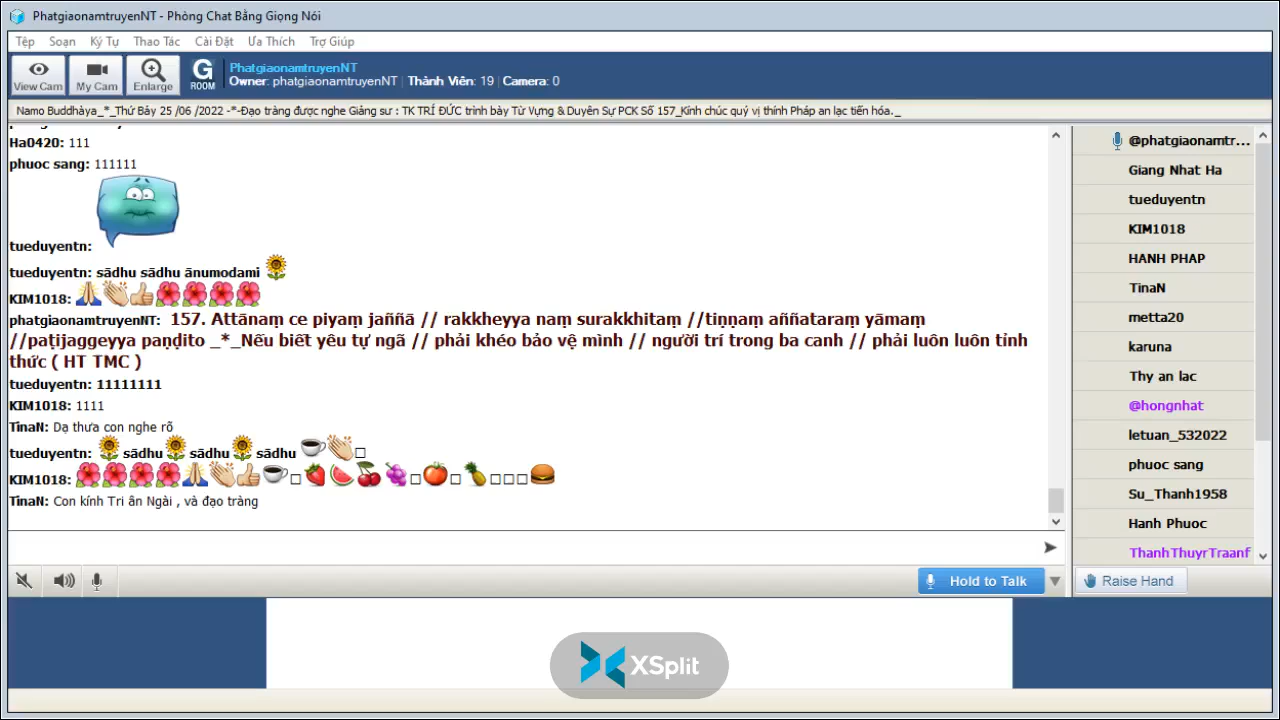 PhatgiaonamtruyenNT - Phòng Chat Bằng Giọng Nói
Tệp Soạn Ký Tự Thao Tác Cài Đặt Ưa Thích Trợ Giúp
View Cam My Cam Enlarge G ROOM
PhatgiaonamtruyenNT
Owner: phatgiaonamtruyenNT | Thành Viên: 19 | Camera: 0
Namo Buddhàya_*_Thứ Bảy 25 /06 /2022 -*-Đạo tràng được nghe Giảng sư : TK TRÍ ĐỨC trình bày Từ Vựng & Duyên Sự PCK Số 157_Kính chúc quý vị thính Pháp an lạc tiến hóa._
Ha0420: 111
phuoc sang: 111111
tueduyentn:
tueduyentn: sādhu sādhu ānumodami
KIM1018:
phatgiaonamtruyenNT: 157. Attānaṃ ce piyaṃ jaññā // rakkheyya naṃ surakkhitaṃ //tiṇṇaṃ aññataraṃ yāmaṃ
//paṭijaggeyya paṇḍito _*_Nếu biết yêu tự ngã // phải khéo bảo vệ mình // người trí trong ba canh // phải luôn luôn tỉnh
thức ( HT TMC )
tueduyentn: 11111111
KIM1018: 1111
TinaN: Dạ thưa con nghe rõ
tueduyentn: sādhu sādhu sādhu
KIM1018:
TinaN: Con kính Tri ân Ngài , và đạo tràng
@phatgiaonamtr...
Giang Nhat Ha
tueduyentn
KIM1018
HANH PHAP
TinaN
metta20
karuna
Thy an lac
@hongnhat
letuan_532022
phuoc sang
Su_Thanh1958
Hanh Phuoc
ThanhThuyrTraanf
Hold to Talk
Raise Hand
XSplit